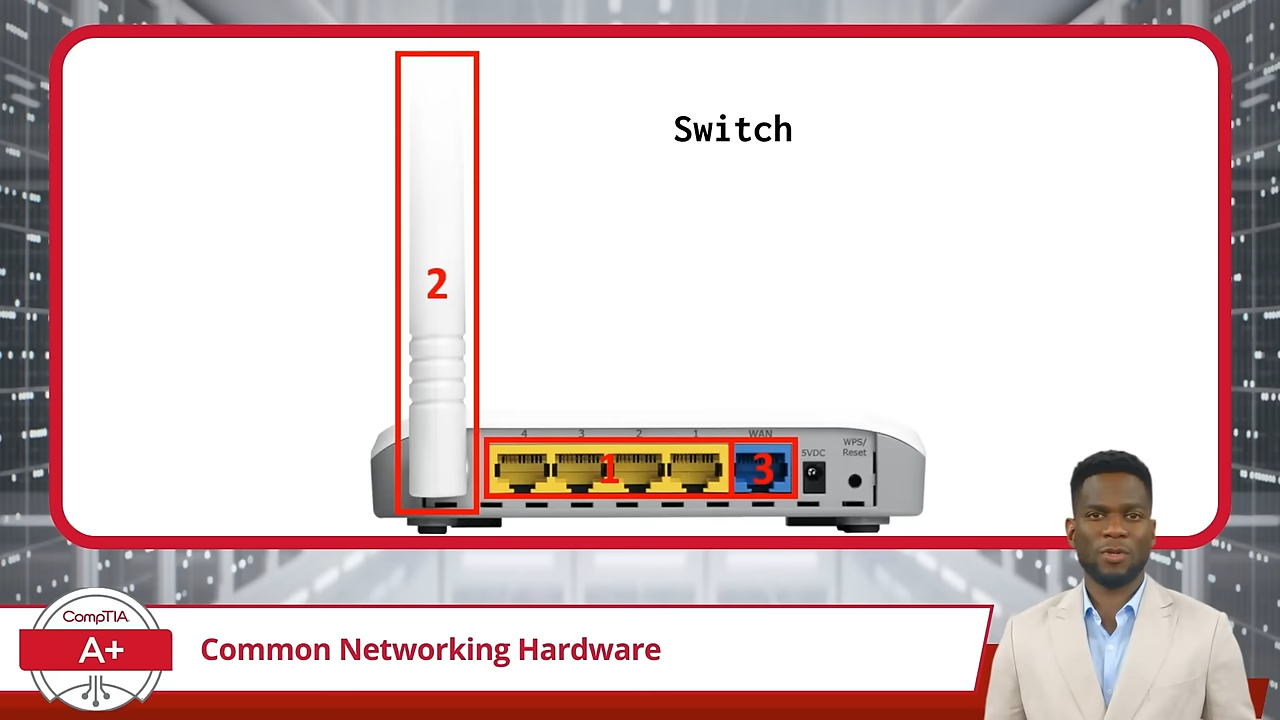 Switch
2
4 3 2 1 WAN
WPS/
Reset
5VDC
1 3
CompTIA
A+
Common Networking Hardware